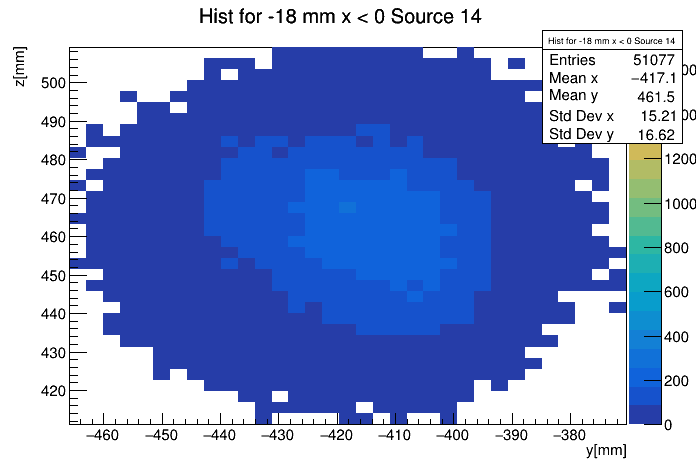 Hist for -18 mm x < 0 Source 14
Hist for -18 mm x < 0 Source 14
Entries 51077
Mean x −417.1
Mean y 461.5
Std Dev x 15.21
Std Dev y 16.62
z[mm]
500
490
480
470
460
450
440
430
420
1200
1000
800
600
400
200
0
−460 −450 −440 −430 −420 −410 −400 −390 −380
y[mm]